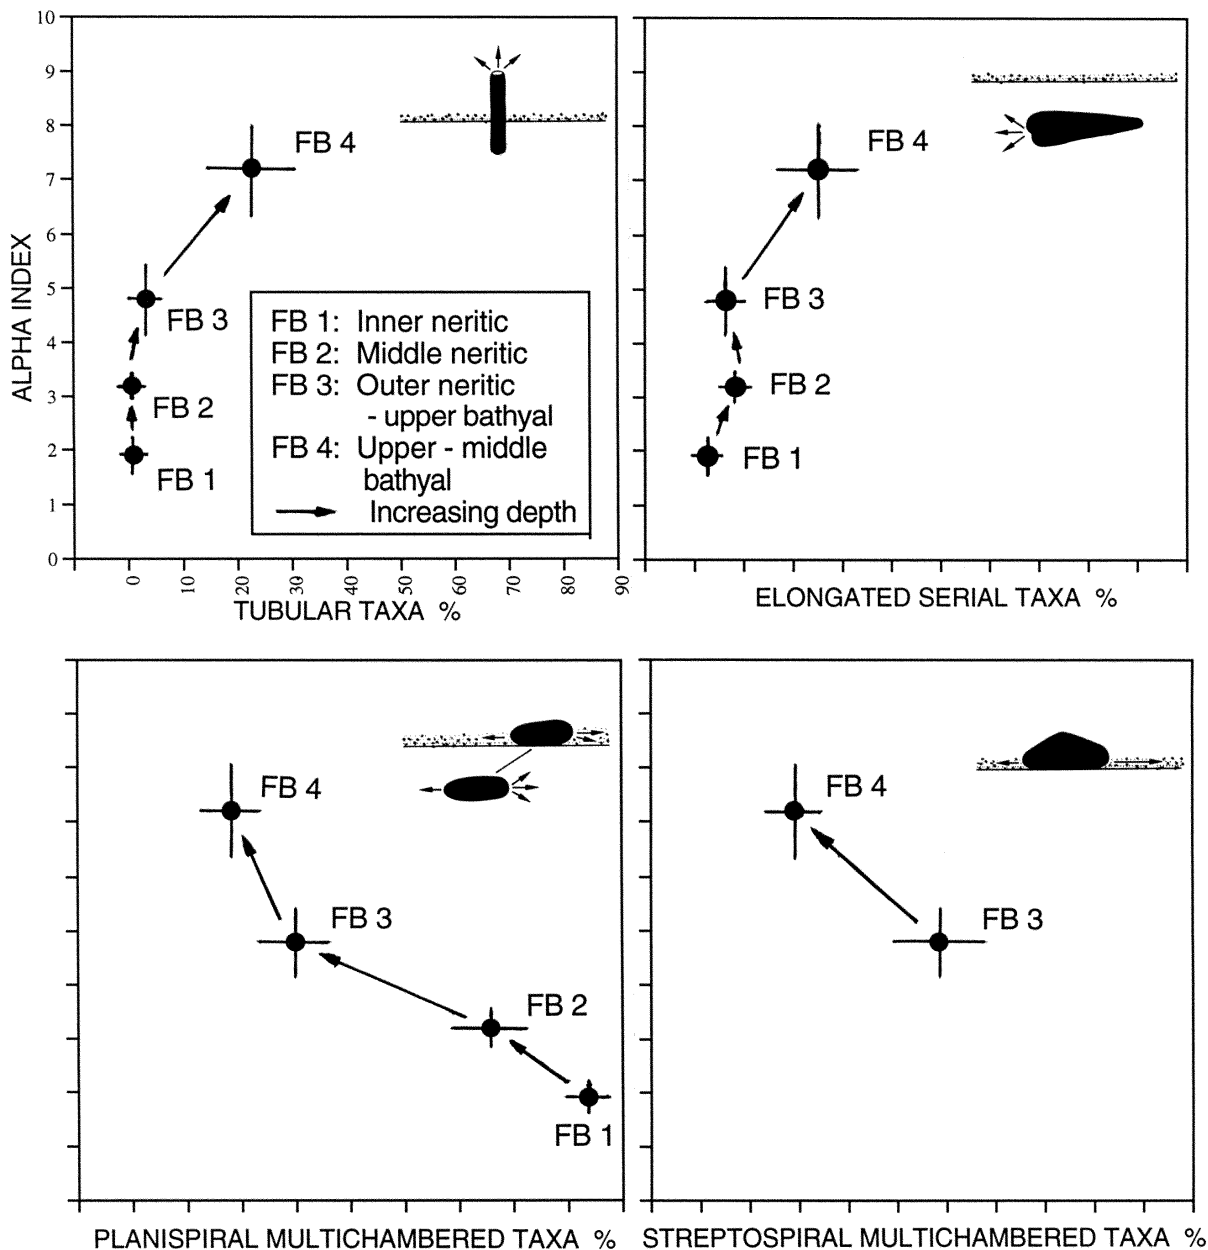 10
9
8
7
6
5
4
3
2
1
0
ALPHA INDEX
FB 4
FB 3
FB 2
FB 1
FB 1: Inner neritic
FB 2: Middle neritic
FB 3: Outer neritic
- upper bathyal
FB 4: Upper - middle
bathyal
Increasing depth
0 10 20 30 40 50 60 70 80 90
TUBULAR TAXA %
FB 4
FB 3
FB 2
FB 1
ELONGATED SERIAL TAXA %
FB 4
FB 3
FB 2
FB 1
PLANISPIRAL MULTICHAMBERED TAXA %
FB 4
FB 3
STREPTOSPIRAL MULTICHAMBERED TAXA %